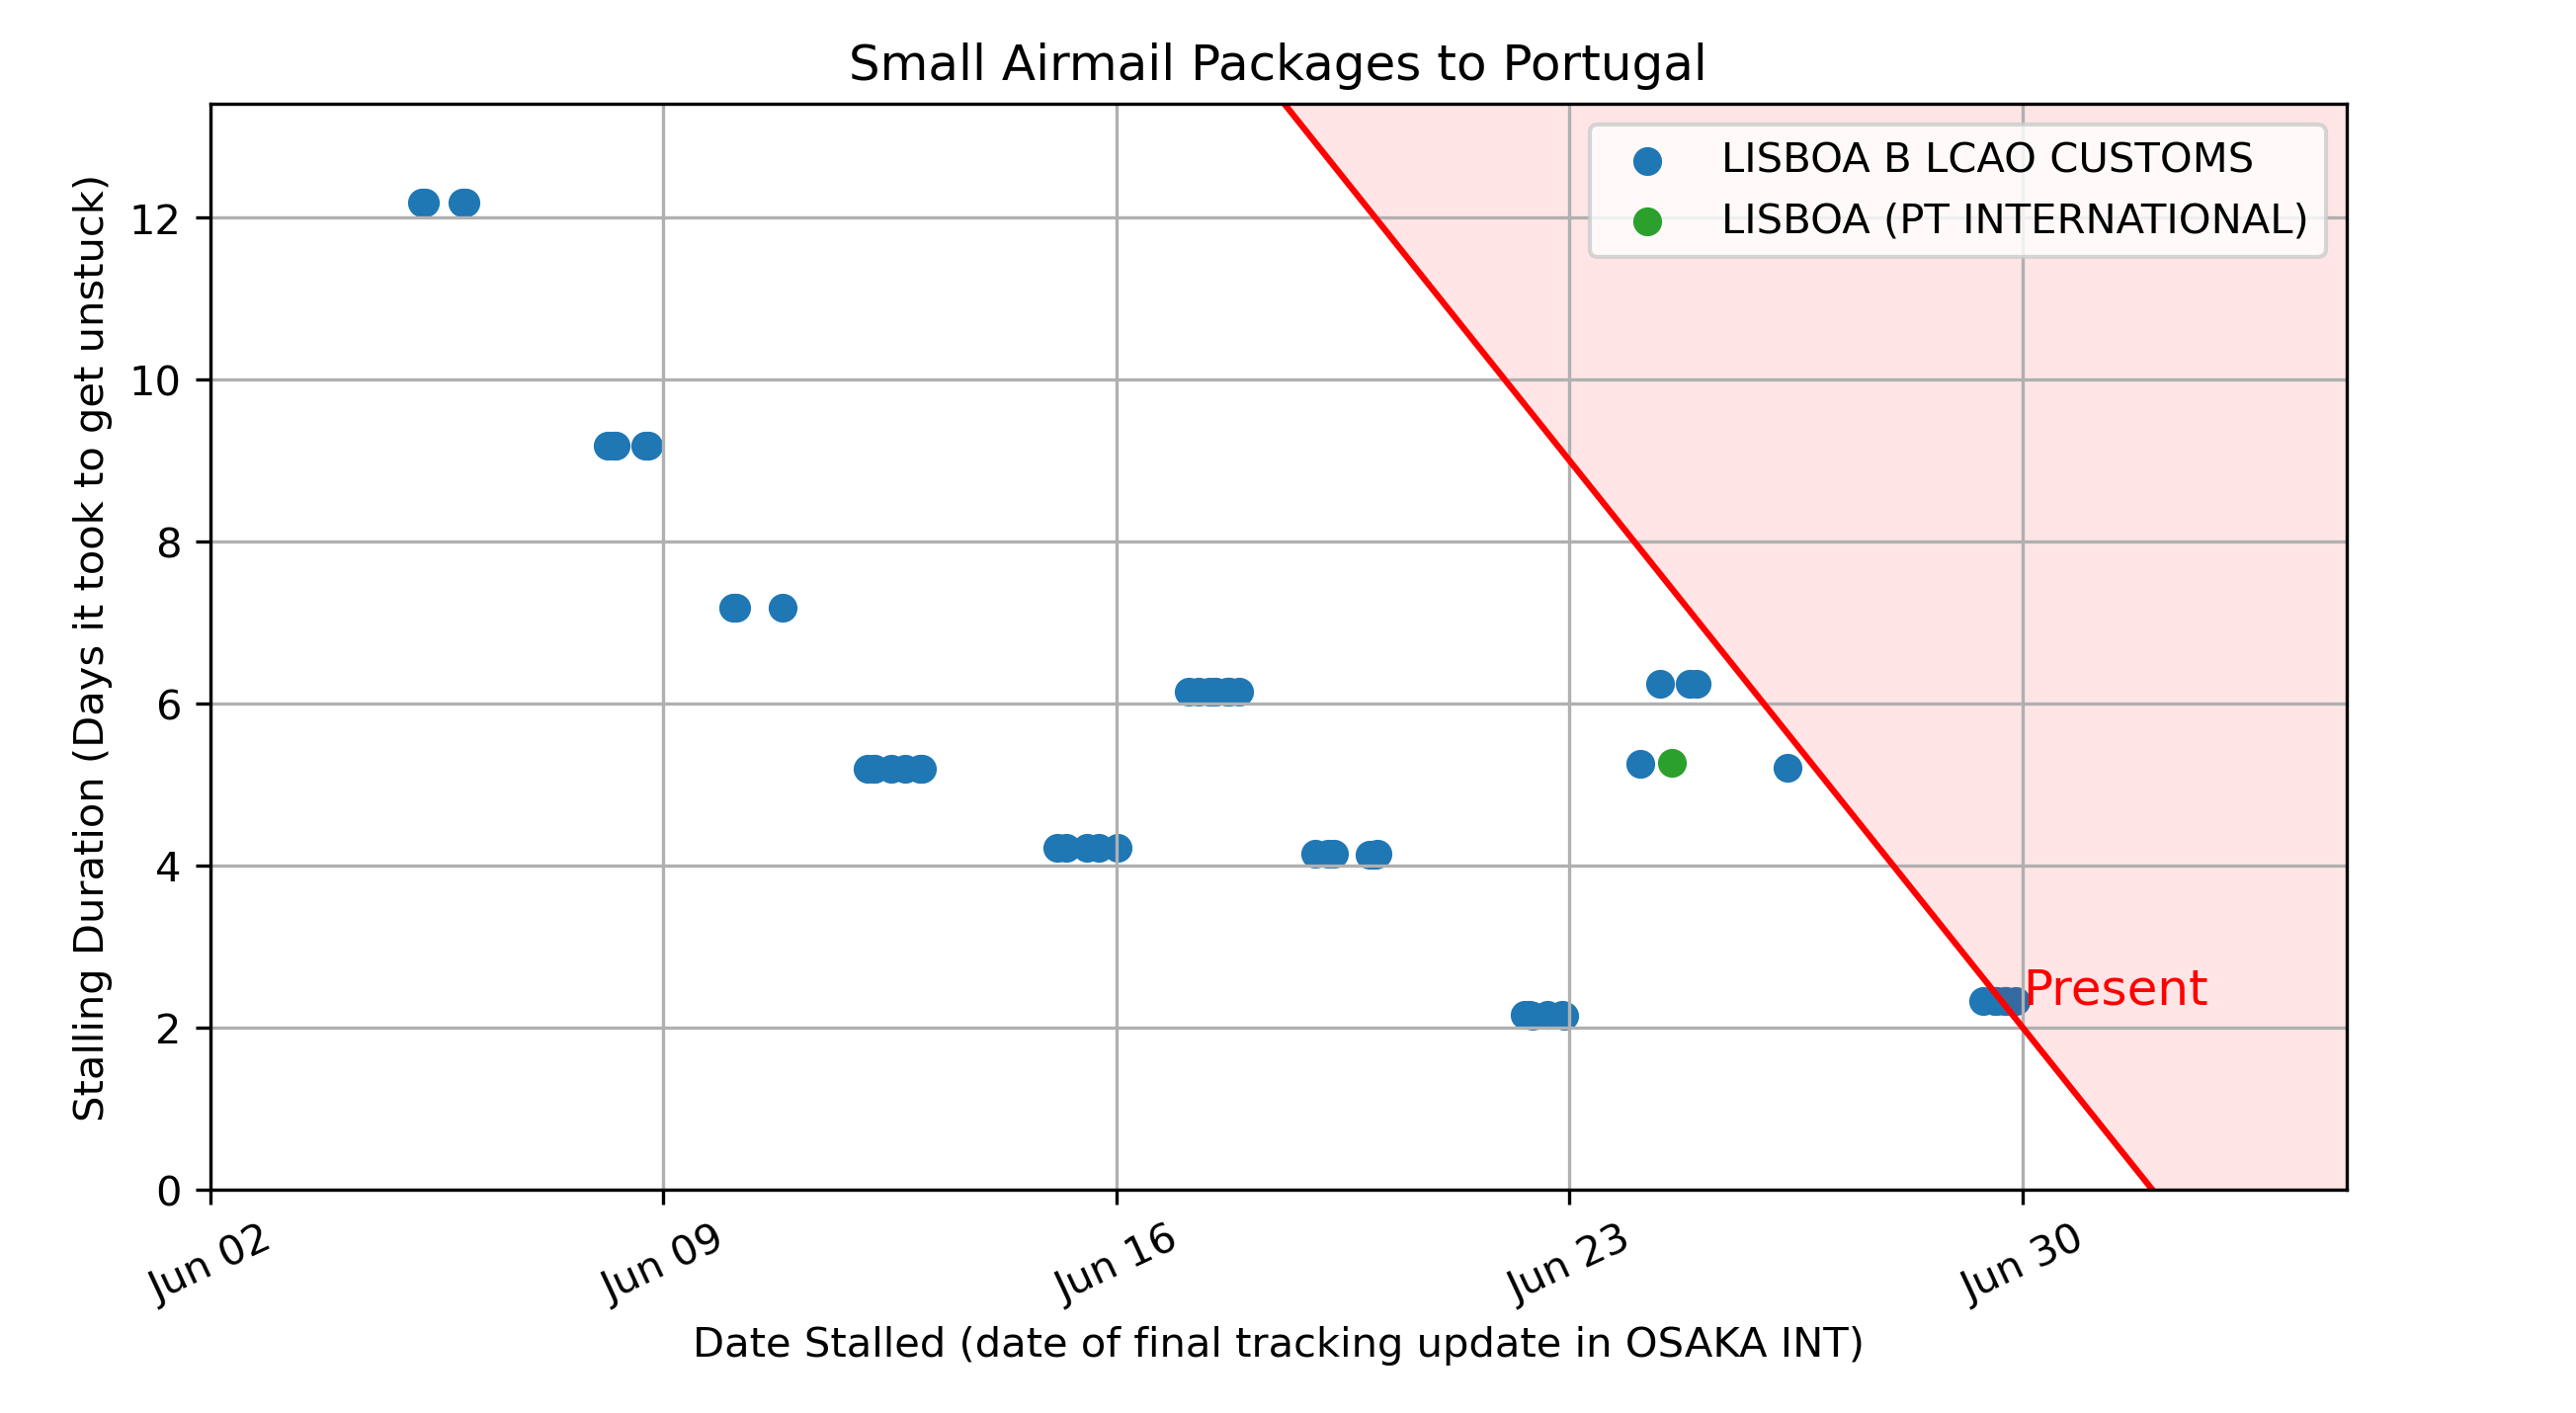 Small Airmail Packages to Portugal
LISBOA B LCAO CUSTOMS
LISBOA (PT INTERNATIONAL)
Stalling Duration (Days it took to get unstuck)
12
10
8
6
4
2
0
Present
Jun 02
Jun 09
Jun 16
Jun 23
Jun 30
Date Stalled (date of final tracking update in OSAKA INT)